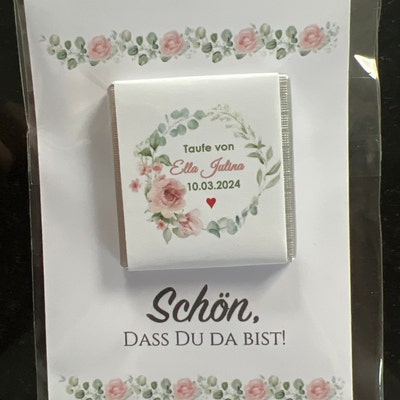 Taufe von
Ella Julina
10.03.2024
Schön,
DASS DU DA BIST!